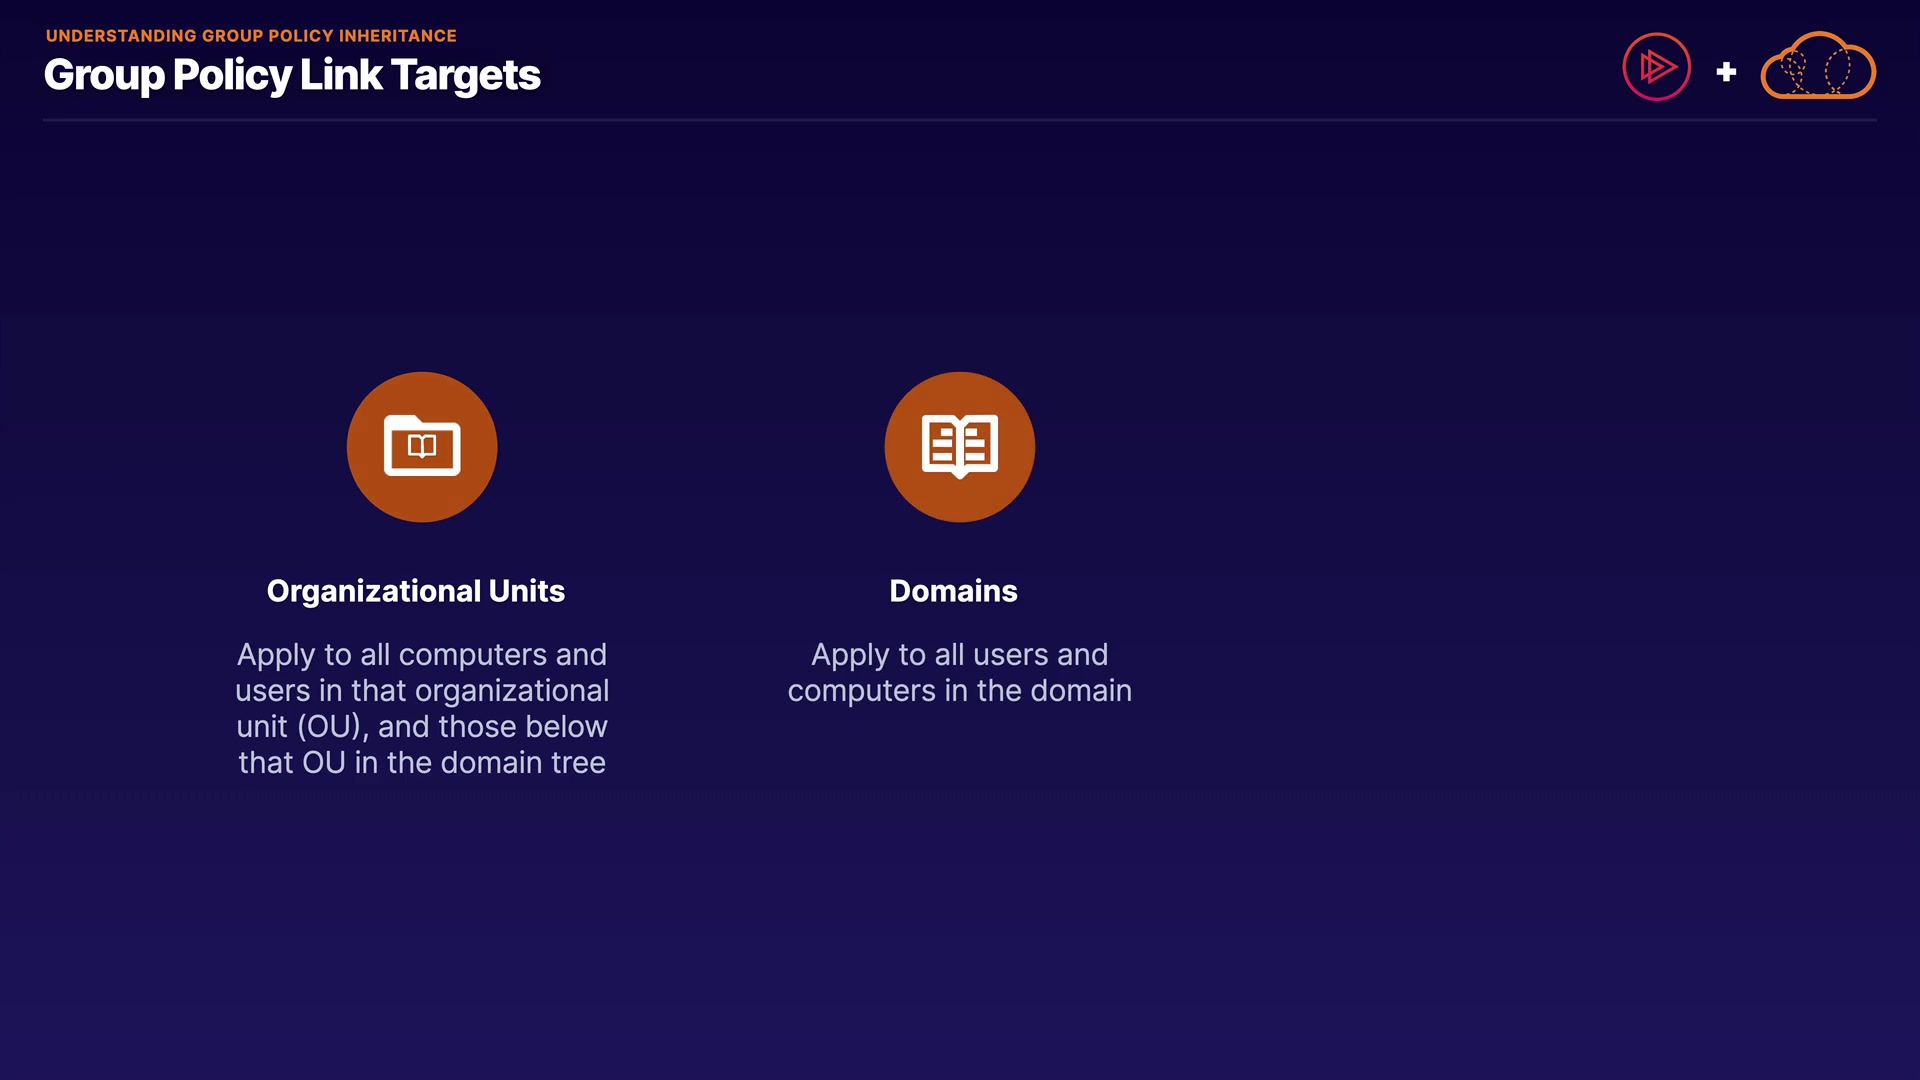 UNDERSTANDING GROUP POLICY INHERITANCE
Group Policy Link Targets
Organizational Units
Apply to all computers and
users in that organizational
unit (OU), and those below
that OU in the domain tree
Domains
Apply to all users and
computers in the domain